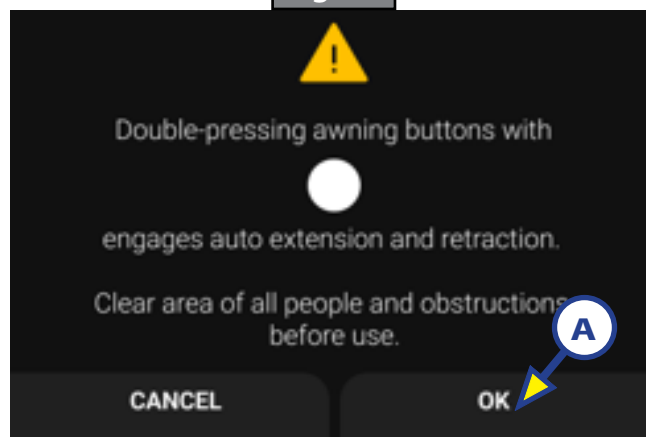 Double-pressing awning buttons with
engages auto extension and retraction.
Clear area of all people and obstructions
before use.
A
CANCEL
OK